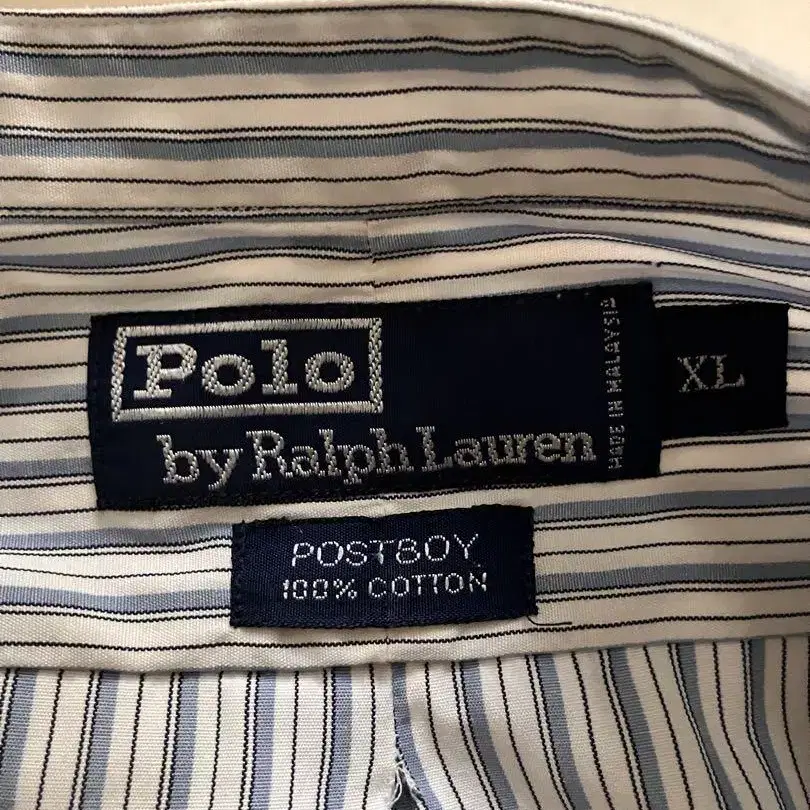 Polo
by Ralph Lauren
MADE IN MALAYSIA
XL
POSTBOY
100% COTTON